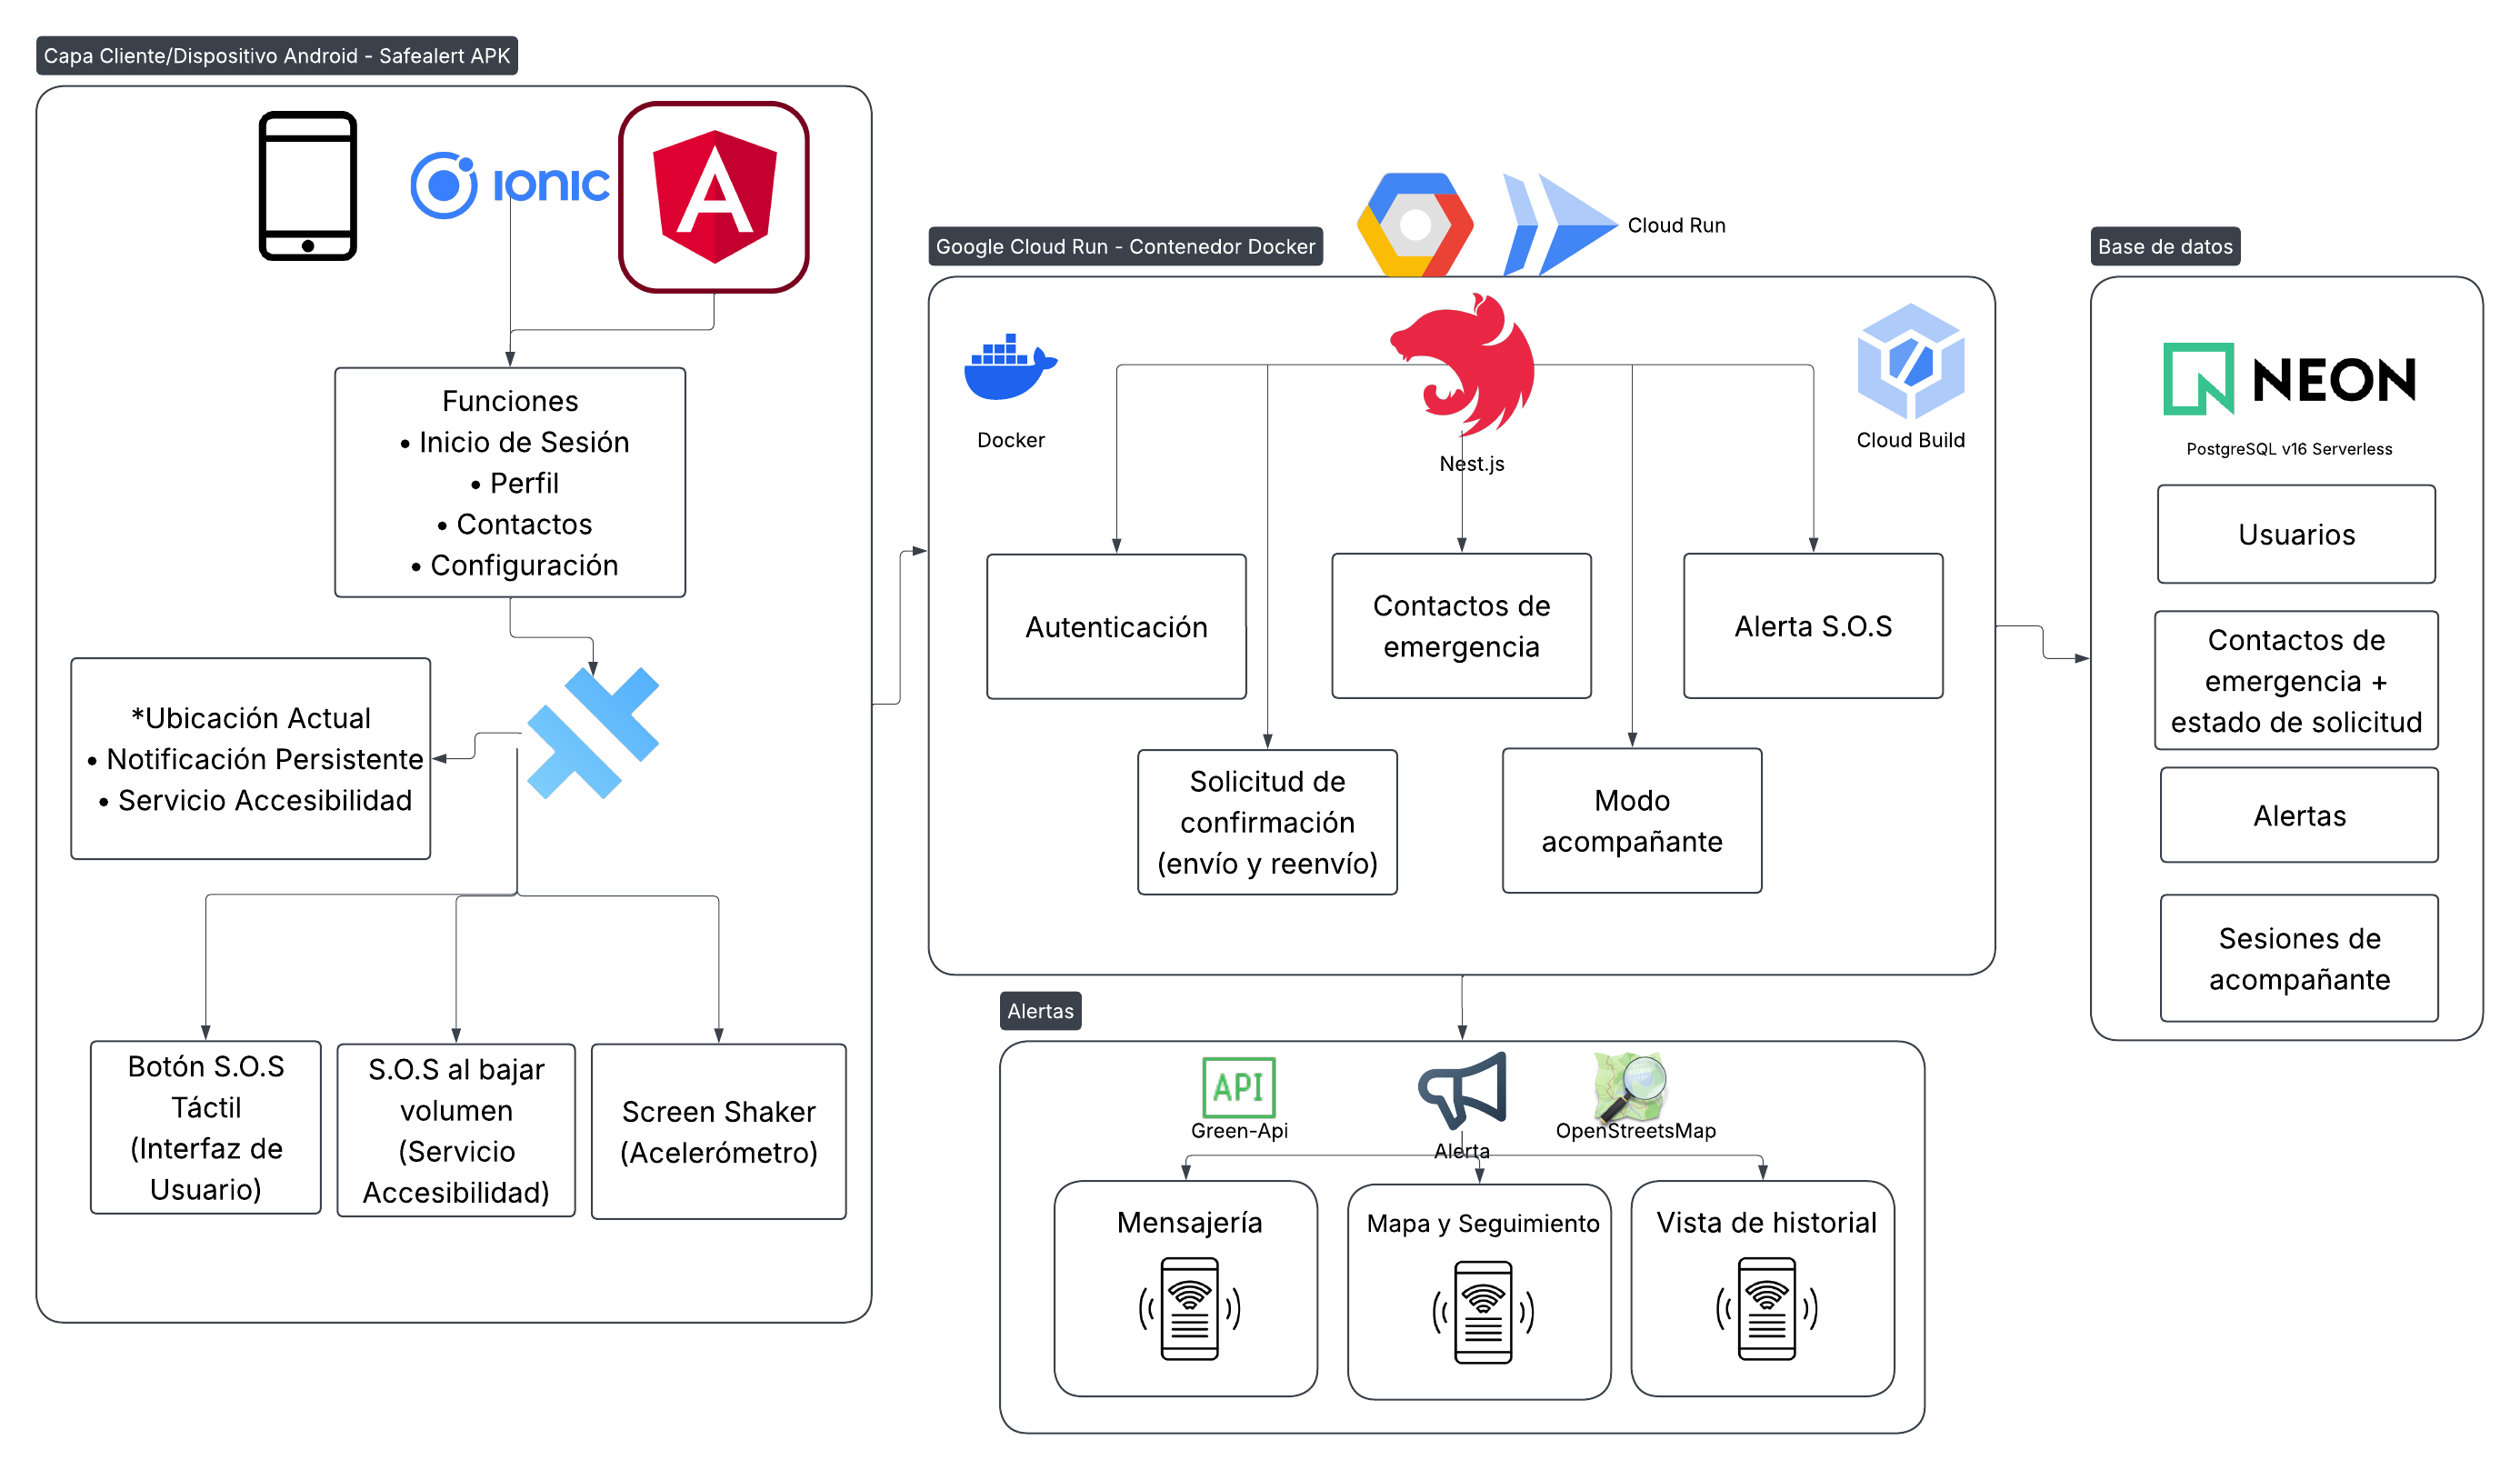 Capa Cliente/Dispositivo Android - Safealert APK
IONIC
A
Funciones
• Inicio de Sesión
• Perfil
• Contactos
• Configuración
*Ubicación Actual
• Notificación Persistente
• Servicio Accesibilidad
Botón S.O.S
Táctil
(Interfaz de
Usuario)
S.O.S al bajar
volumen
(Servicio
Accesibilidad)
Screen Shaker
(Acelerómetro)
Cloud Run
Google Cloud Run - Contenedor Docker
Docker
Nest.js
Cloud Build
Autenticación
Contactos de
emergencia
Alerta S.O.S
Solicitud de
confirmación
(envío y reenvío)
Modo
acompañante
Alertas
API
Green-Api
Alerta
OpenStreetsMap
Mensajería
Mapa y Seguimiento
Vista de historial
Base de datos
NEON
PostgreSQL v16 Serverless
Usuarios
Contactos de
emergencia +
estado de solicitud
Alertas
Sesiones de
acompañante